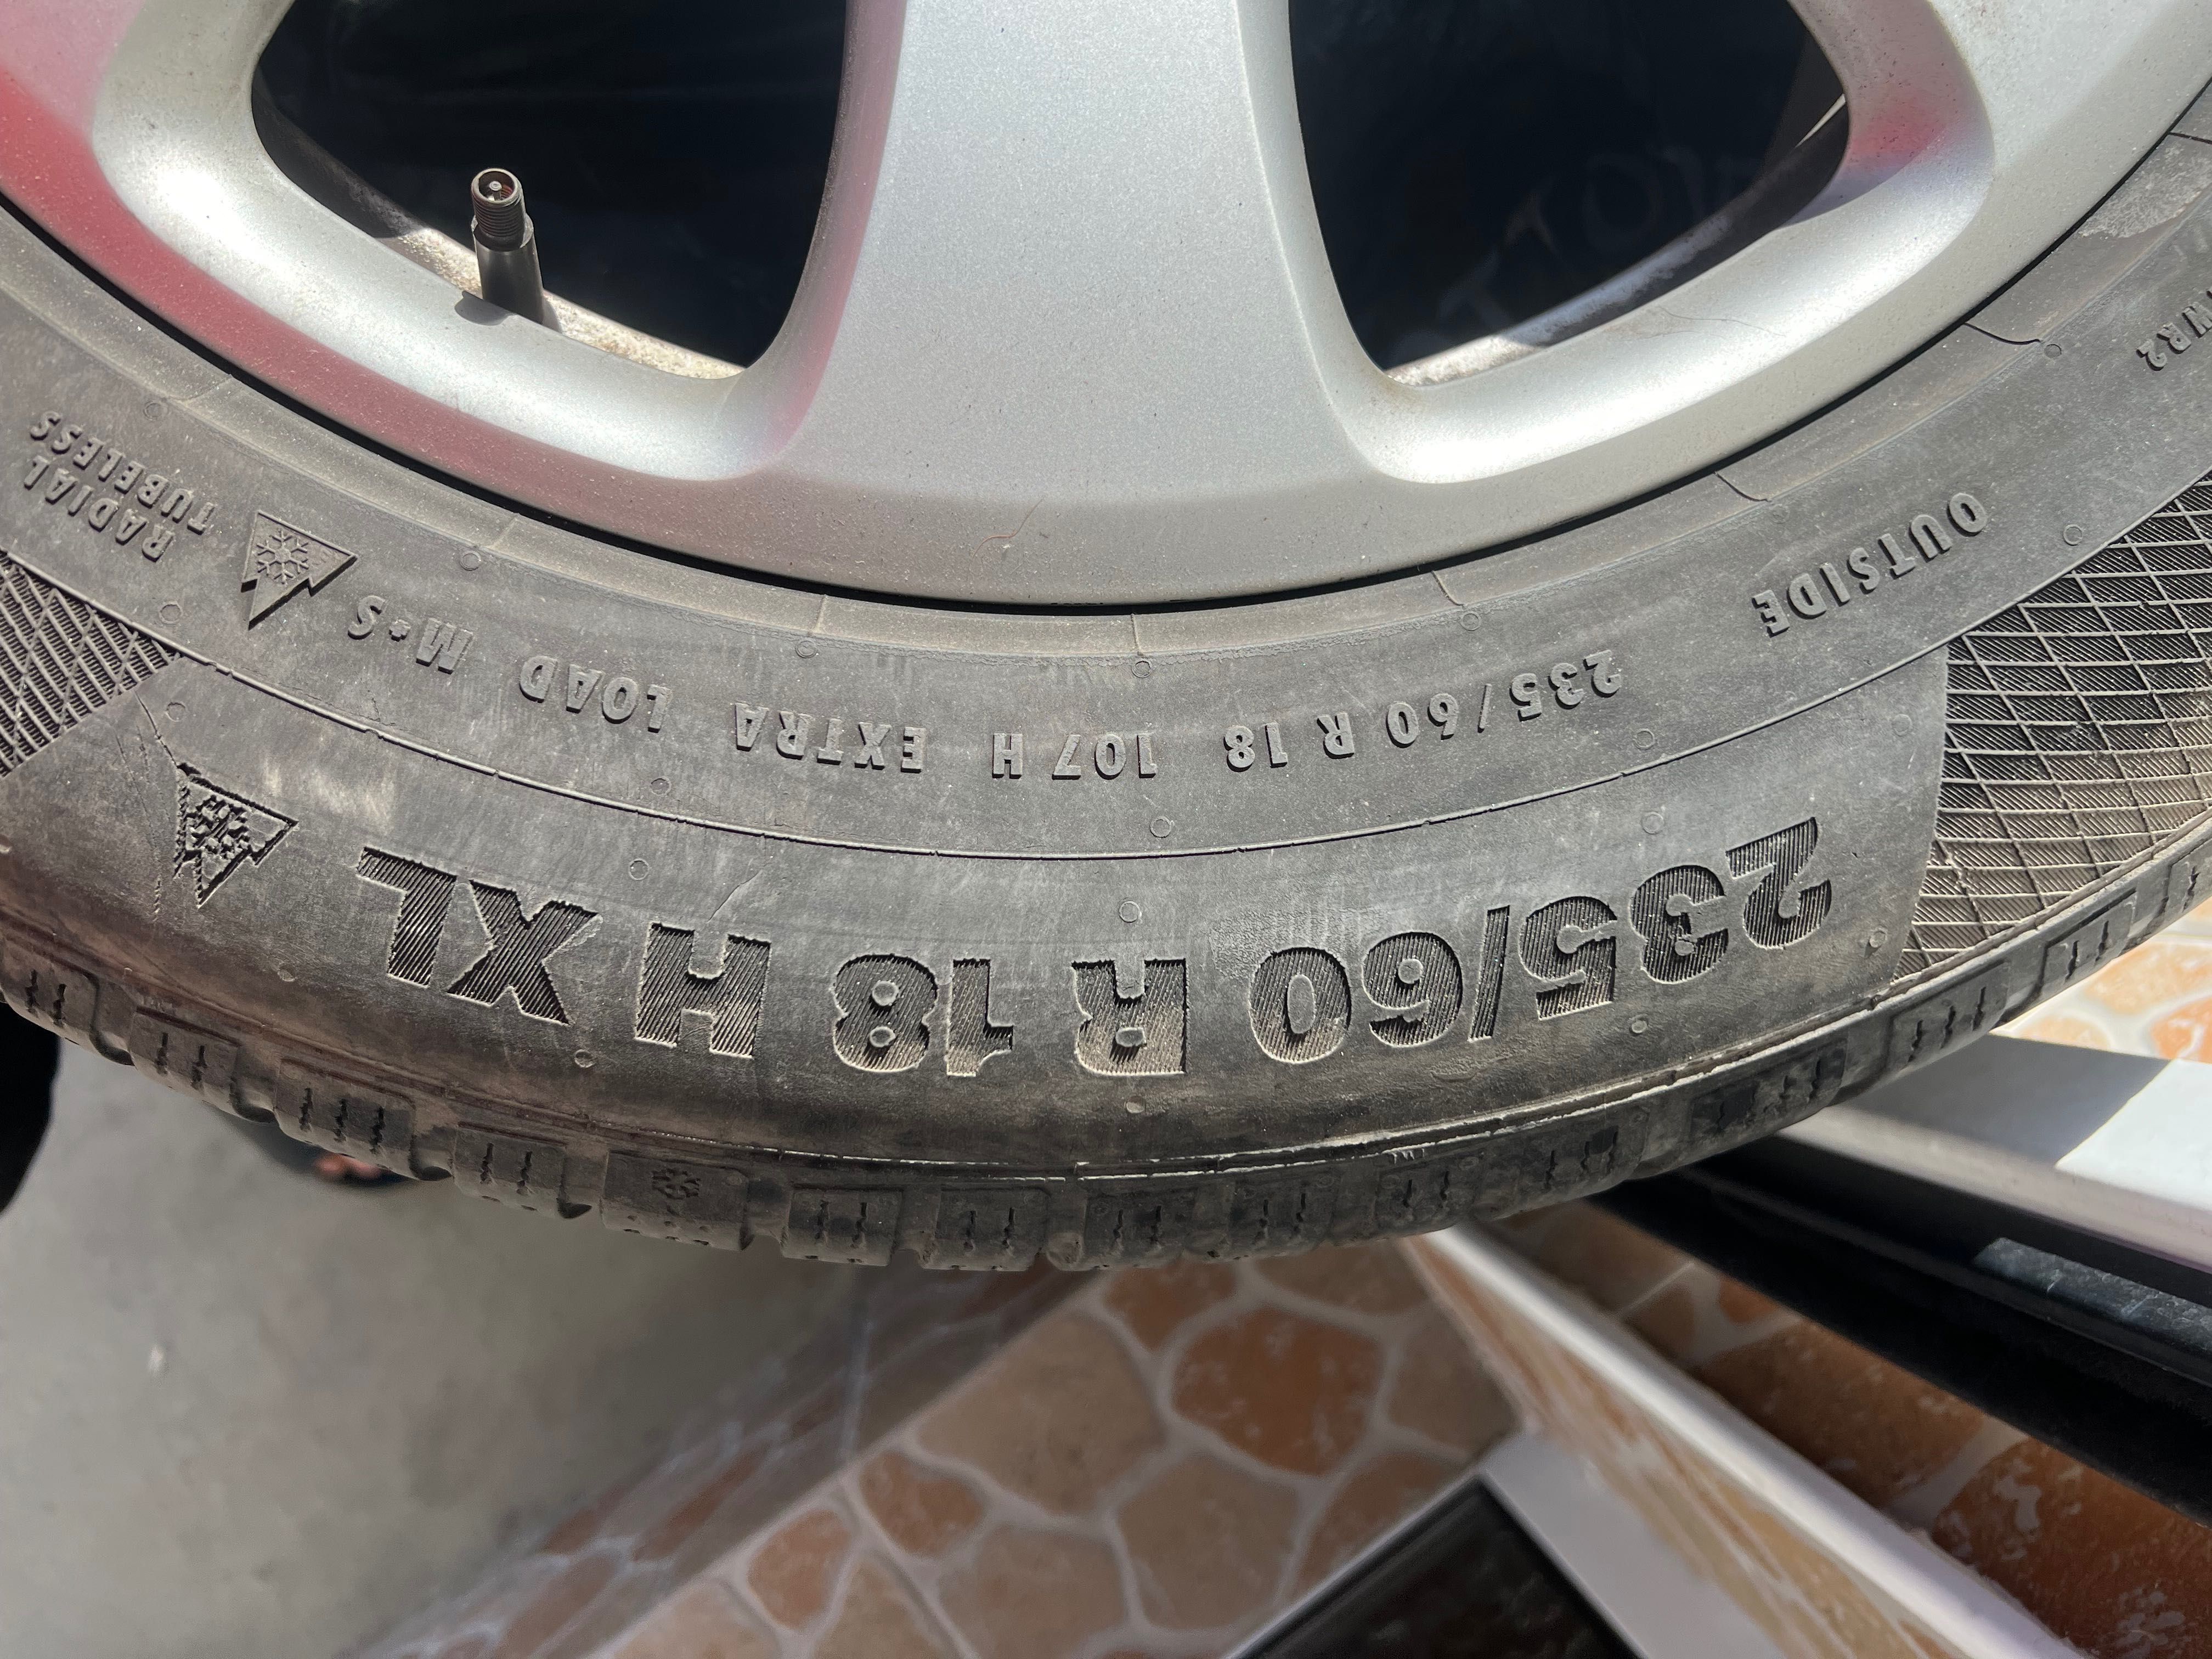 OUTSIDE
235/60 R 18 107 H EXTRA LOAD M+S
RADIAL
TUBELESS
235/60 R 18 H XL